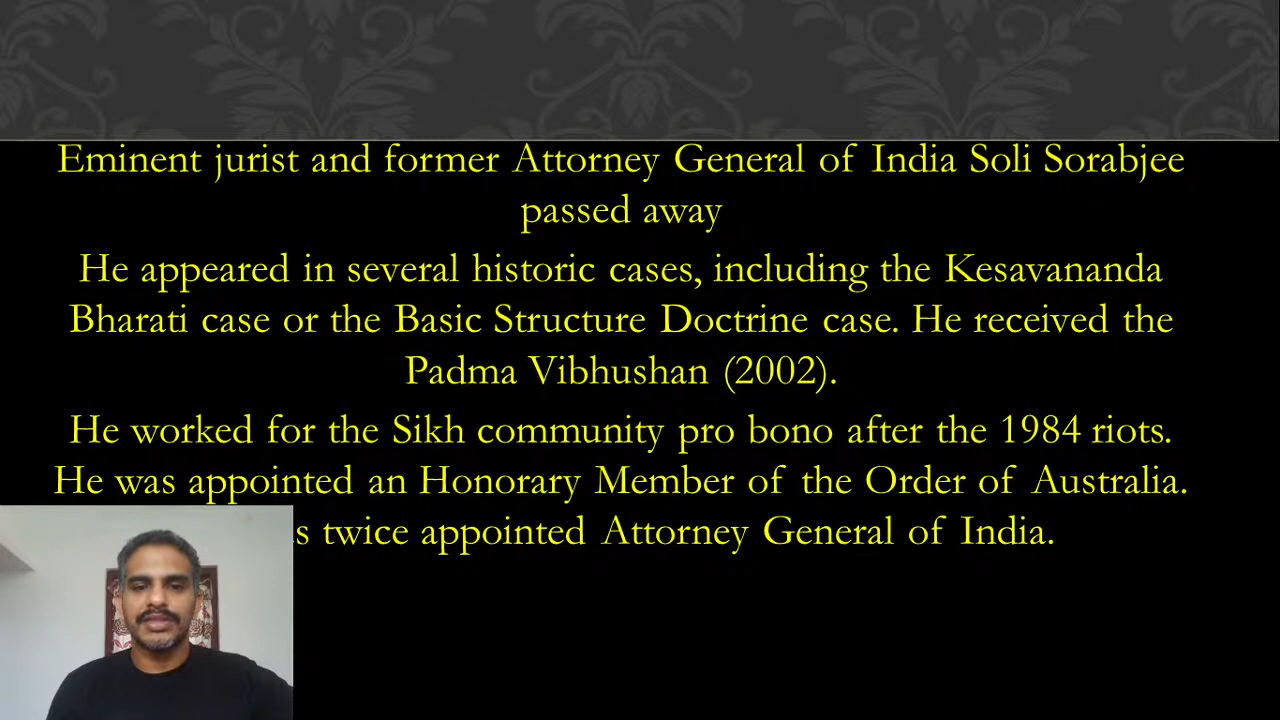 Eminent jurist and former Attorney General of India Soli Sorabjee
passed away
He appeared in several historic cases, including the Kesavananda
Bharati case or the Basic Structure Doctrine case. He received the
Padma Vibhushan (2002).
He worked for the Sikh community pro bono after the 1984 riots.
He was appointed an Honorary Member of the Order of Australia.
twice appointed Attorney General of India.